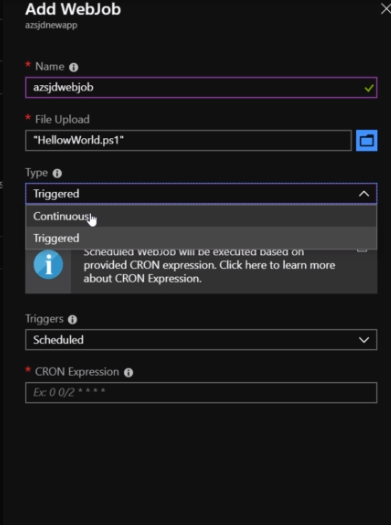 Add WebJob
azsjdnewapp
* Name
azsjdwebjob
* File Upload
"HellowWorld.ps1"
Type
Triggered
Continuous
Triggered
Scheduled WebJob will be executed based on
provided CRON expression. Click here to learn more
about CRON Expression.
Triggers
Scheduled
* CRON Expression
Ex: 0 0/2 * * * *